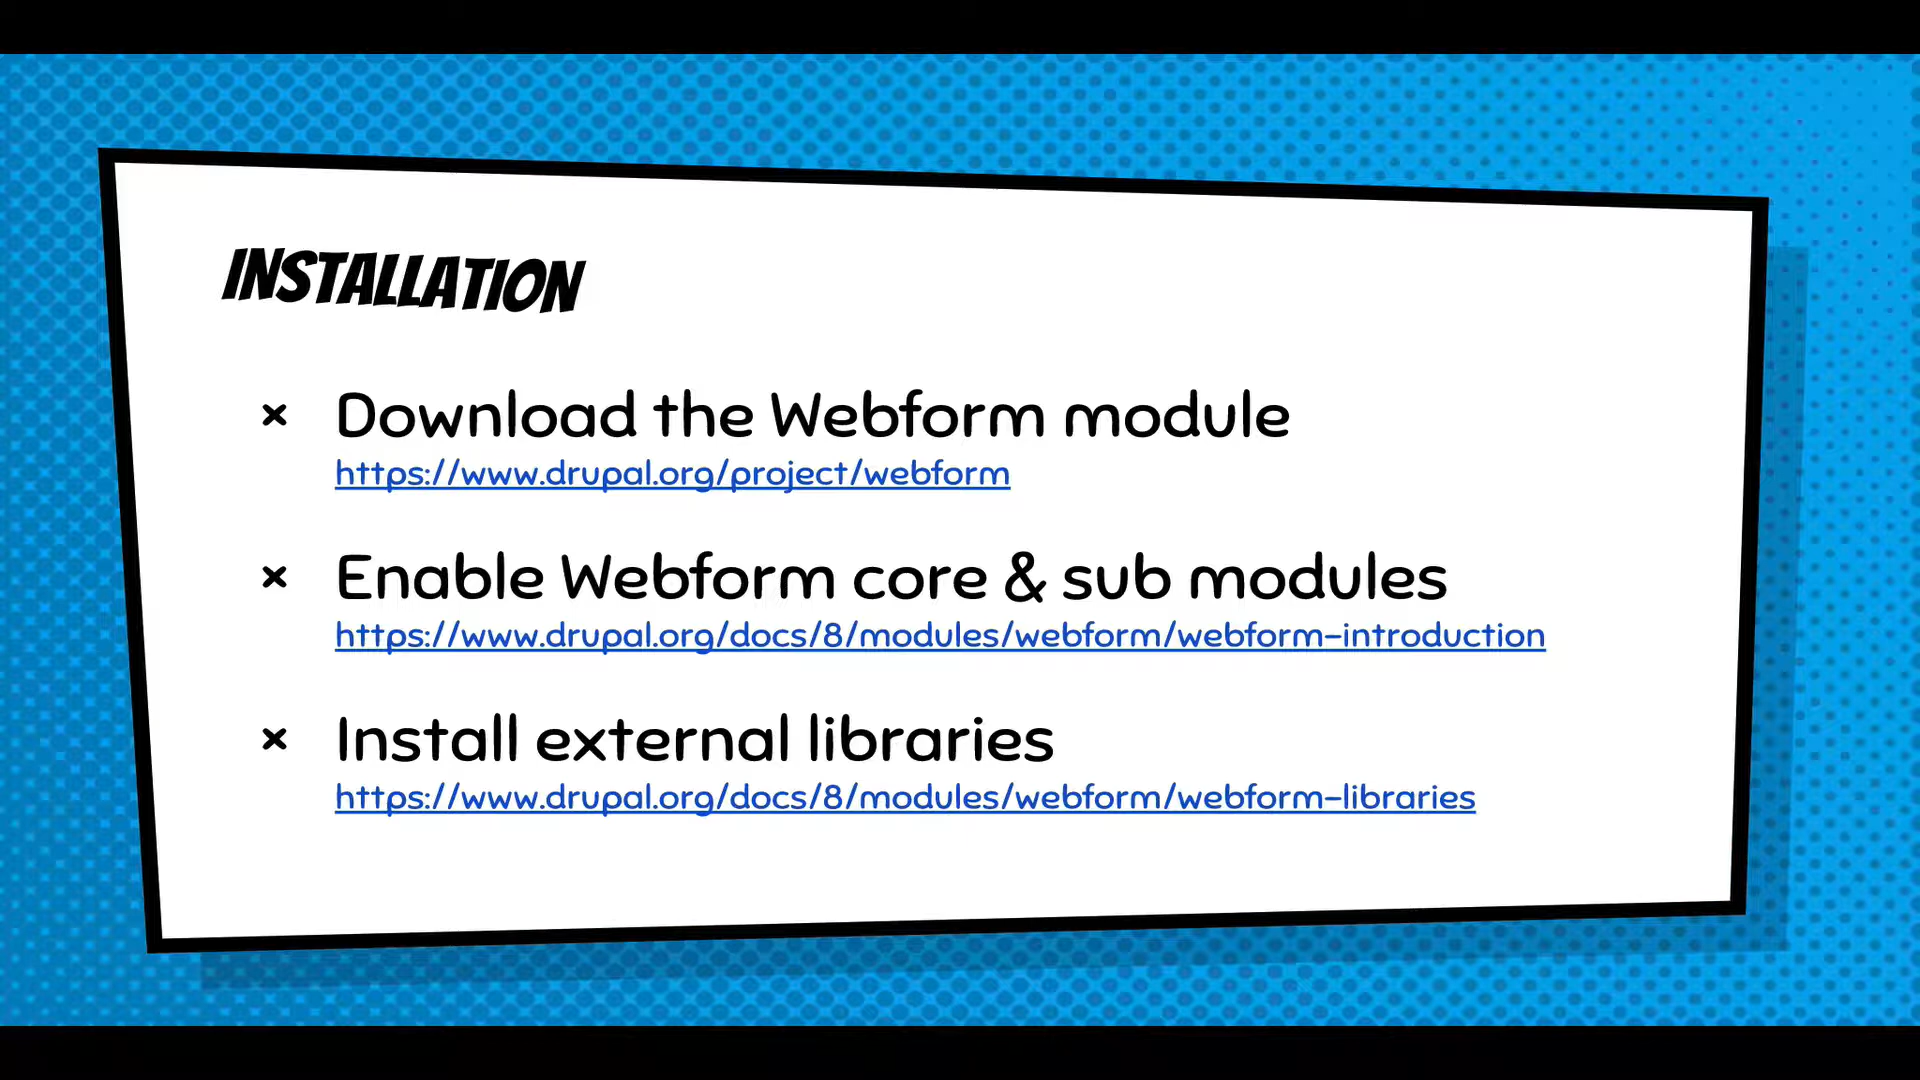 INSTALLATION
× Download the Webform module
https://www.drupal.org/project/webform
× Enable Webform core & sub modules
https://www.drupal.org/docs/8/modules/webform/webform-introduction
× Install external libraries
https://www.drupal.org/docs/8/modules/webform/webform-libraries